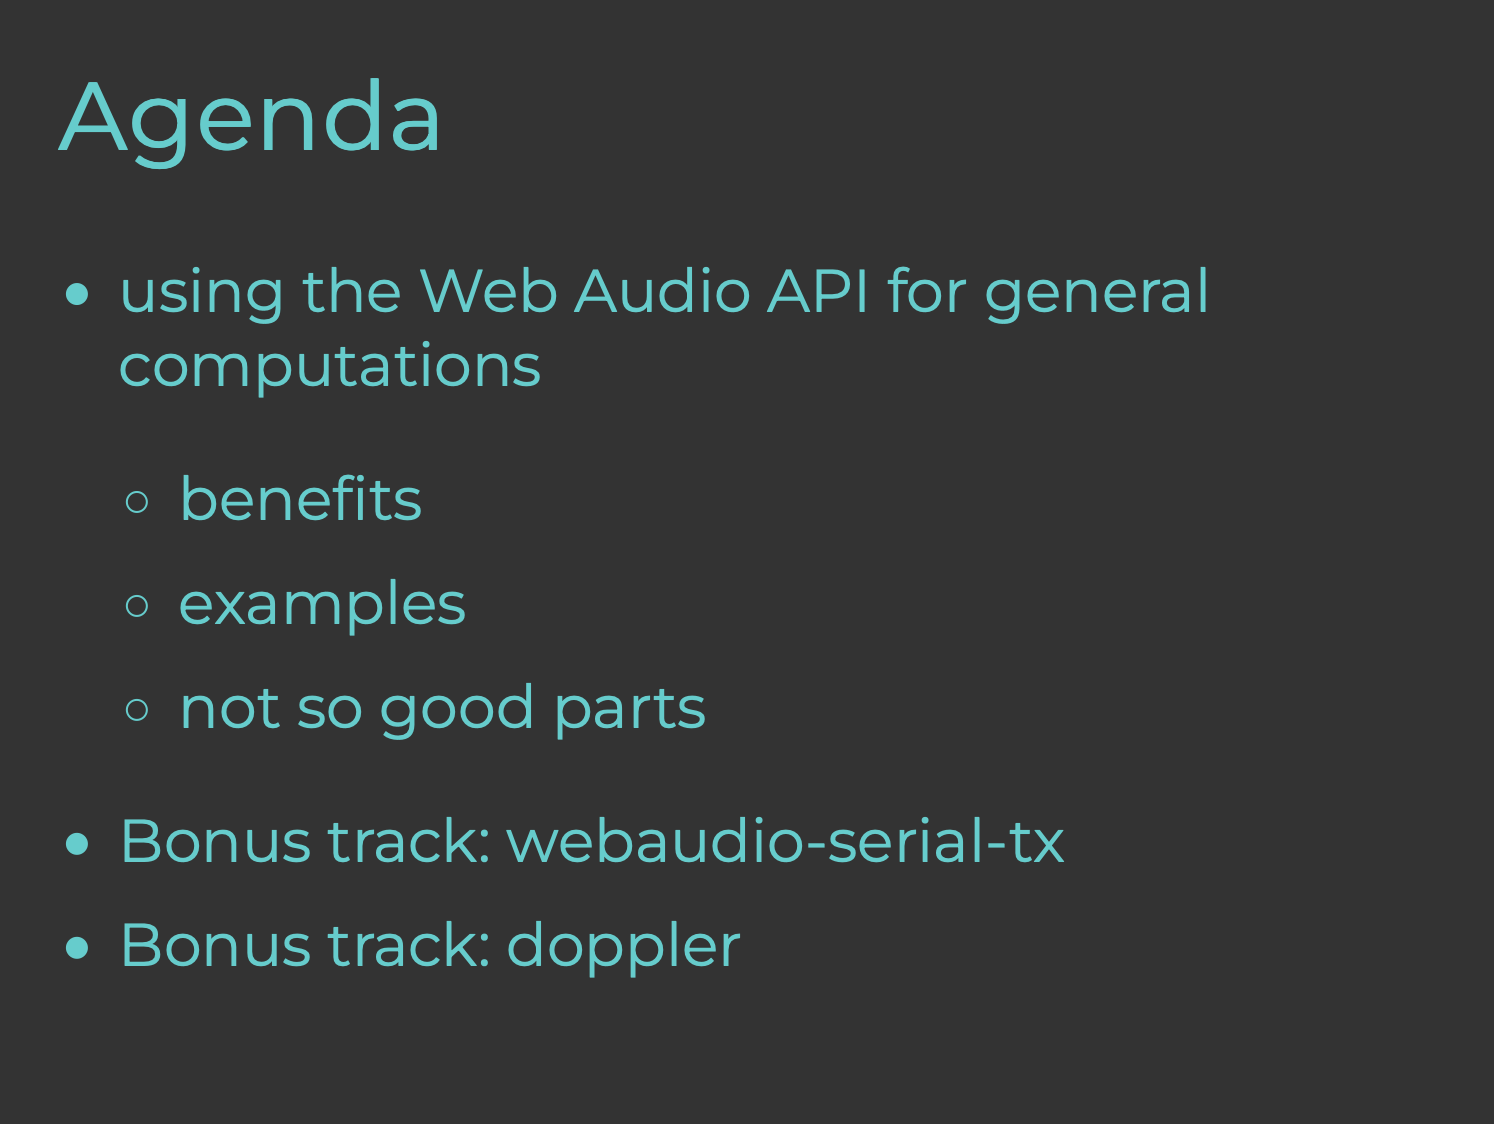 Agenda
● using the Web Audio API for general
computations
○ benefits
○ examples
○ not so good parts
● Bonus track: webaudio-serial-tx
● Bonus track: doppler